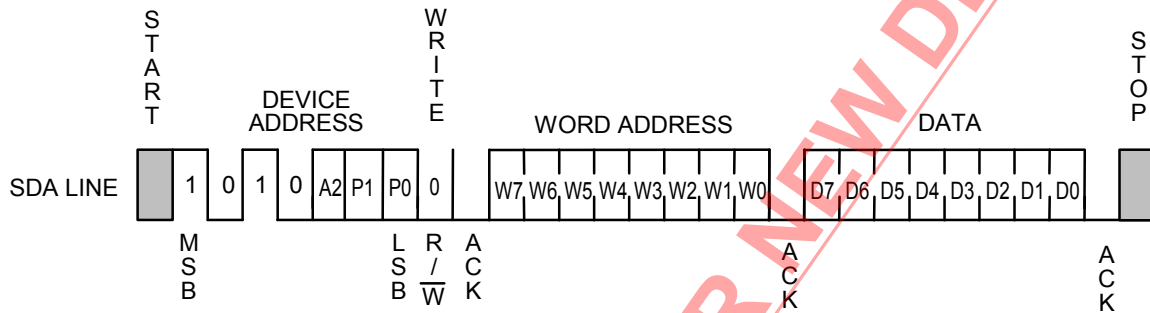 START
WRITE
STOP
DEVICE
ADDRESS
WORD ADDRESS
DATA
SDA LINE
1 0 1 0 A2 P1 P0 0
W7 W6 W5 W4 W3 W2 W1 W0
D7 D6 D5 D4 D3 D2 D1 D0
MSB
LSB
R/W
ACK
ACK
ACK
R NEW D